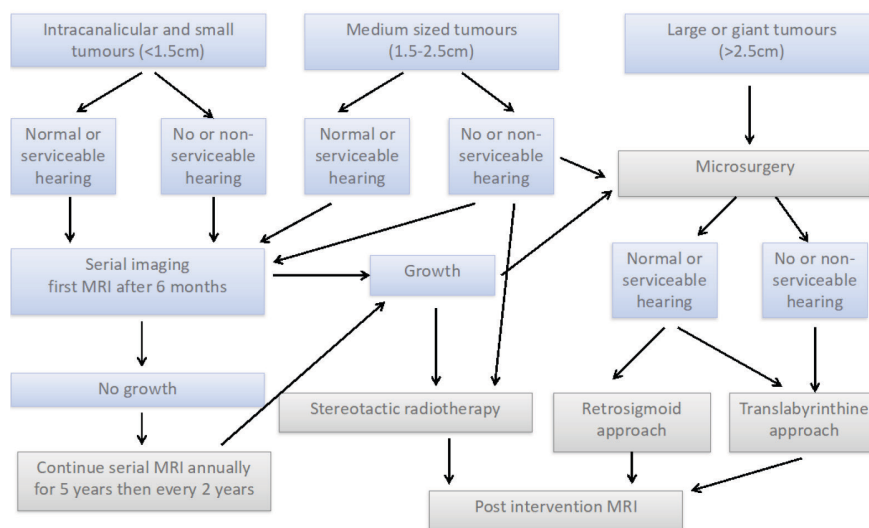 Intracanalicular and small
tumours (<1.5cm)
Medium sized tumours
(1.5-2.5cm)
Large or giant tumours
(>2.5cm)
Normal or
serviceable
hearing
No or non-
serviceable
hearing
Normal or
serviceable
hearing
No or non-
serviceable
hearing
Microsurgery
Serial imaging
first MRI after 6 months
Growth
Normal or
serviceable
hearing
No or non-
serviceable
hearing
No growth
Stereotactic radiotherapy
Retrosigmoid
approach
Translabyrinthine
approach
Continue serial MRI annually
for 5 years then every 2 years
Post intervention MRI